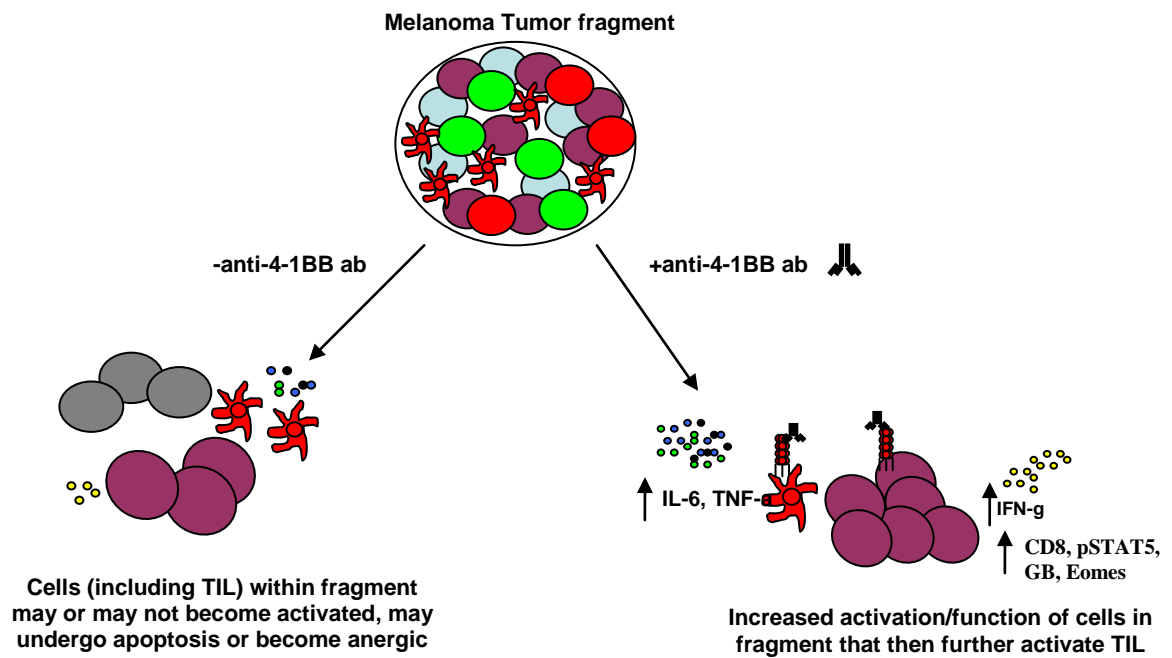 Melanoma Tumor fragment
-anti-4-1BB ab
+anti-4-1BB ab
IL-6, TNF-a
IFN-g
CD8, pSTAT5,
GB, Eomes
Cells (including TIL) within fragment
may or may not become activated, may
undergo apoptosis or become anergic
Increased activation/function of cells in
fragment that then further activate TIL